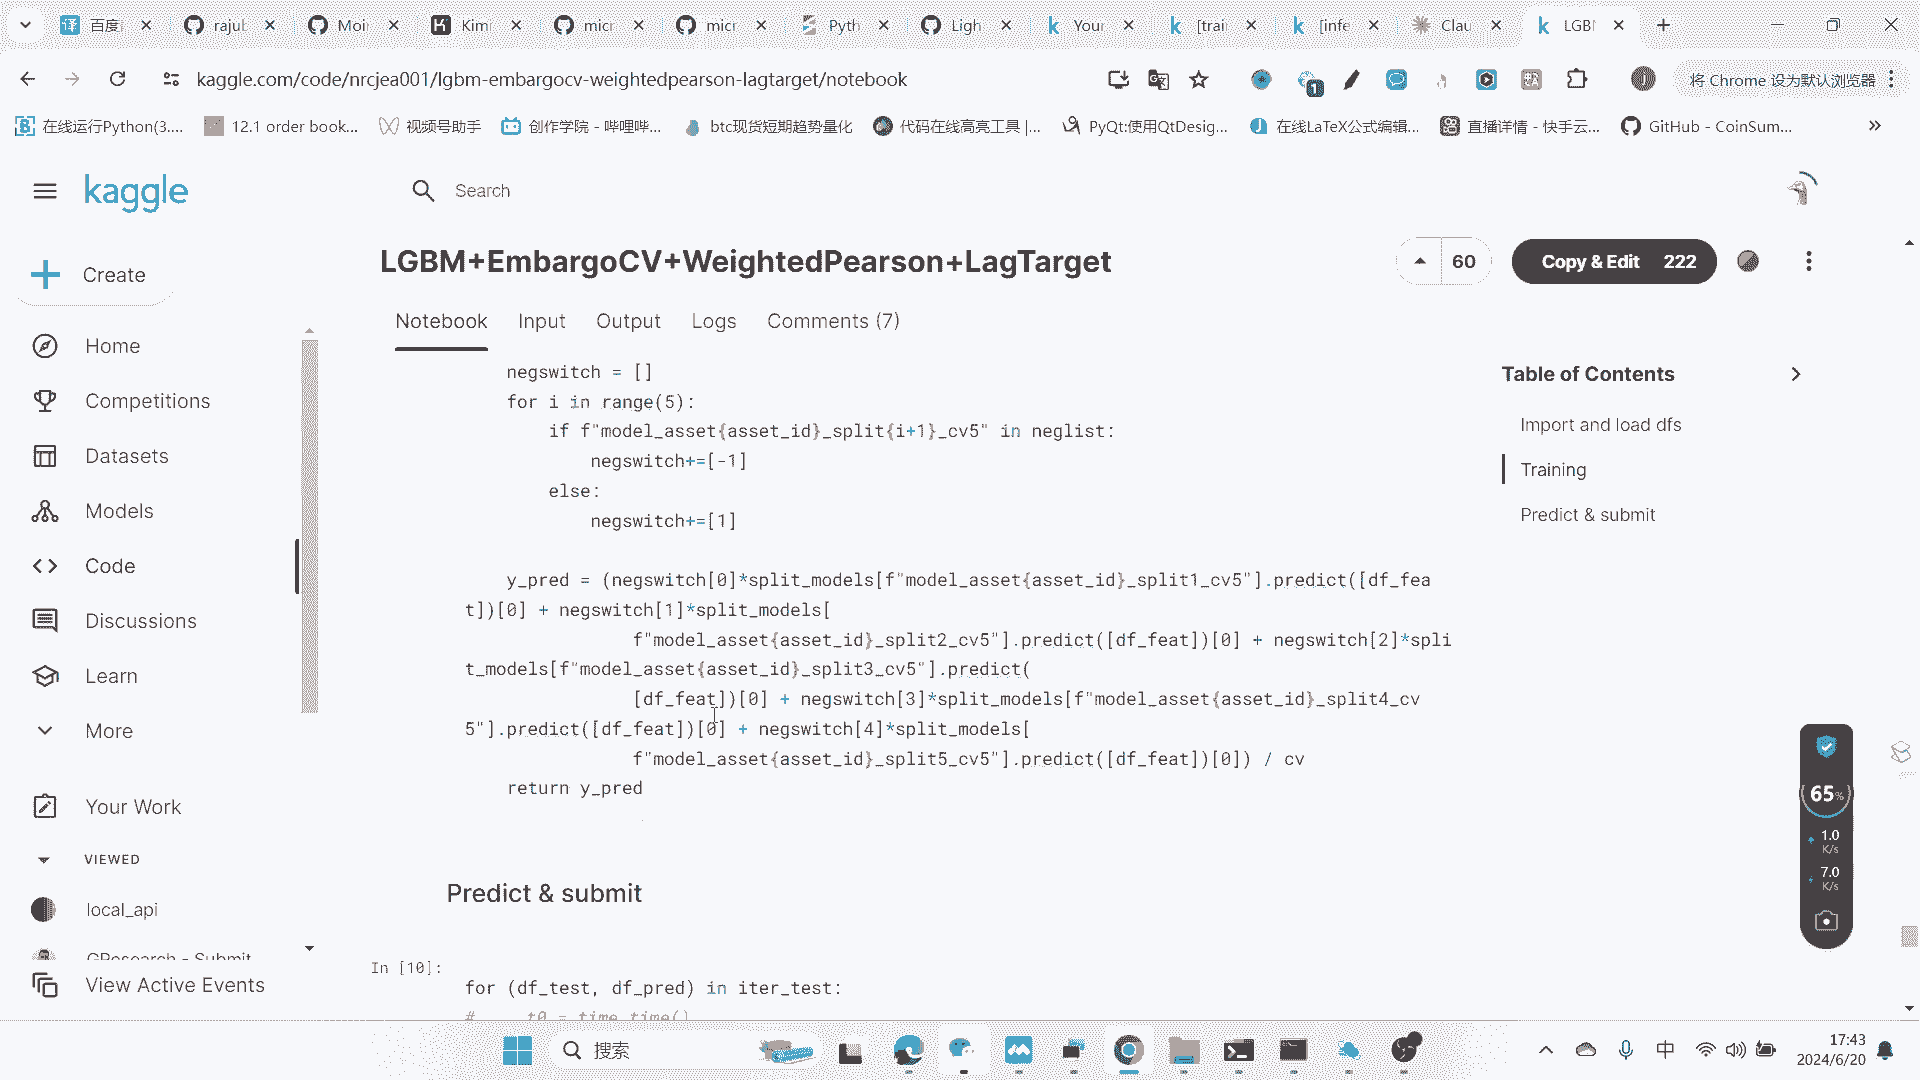 百度
rajub
Moi
Kimi
micr
micr
Pyth
Ligh
Your
[trai
[infe
Clau
LGB
kaggle.com/code/nrcjea001/lgbm-embargocv-weightedpearson-lagtarget/notebook
1
J
将 Chrome 设为默认浏览器
在线运行Python(3....
12.1 order book...
视频号助手
创作学院 - 哔哩哔...
btc现货短期趋势量化
代码在线高亮工具 |...
PyQt:使用QtDesig...
在线LaTeX公式编辑...
直播详情 - 快手云...
GitHub - CoinSum...
kaggle
Search
Create
Home
Competitions
Datasets
Models
Code
Discussions
Learn
More
Your Work
VIEWED
local_api
GResearch - Submit
View Active Events
LGBM+EmbargoCV+WeightedPearson+LagTarget
60
Copy & Edit 222
Notebook
Input
Output
Logs
Comments (7)
negswitch = []
for i in range(5):
if f"model_asset{asset_id}_split{i+1}_cv5" in neglist:
negswitch+=[-1]
else:
negswitch+=[1]
y_pred = (negswitch[0]*split_models[f"model_asset{asset_id}_split1_cv5"].predict([df_fea
t])[0] + negswitch[1]*split_models[
f"model_asset{asset_id}_split2_cv5"].predict([df_feat])[0] + negswitch[2]*spli
t_models[f"model_asset{asset_id}_split3_cv5"].predict(
[df_feat])[0] + negswitch[3]*split_models[f"model_asset{asset_id}_split4_cv
5"].predict([df_feat])[0] + negswitch[4]*split_models[
f"model_asset{asset_id}_split5_cv5"].predict([df_feat])[0]) / cv
return y_pred
Predict & submit
In [10]:
for (df_test, df_pred) in iter_test:
# t0 = time.time()
Table of Contents
Import and load dfs
Training
Predict & submit
65%
1.0
K/s
7.0
K/s
搜索
中
17:43
2024/6/20